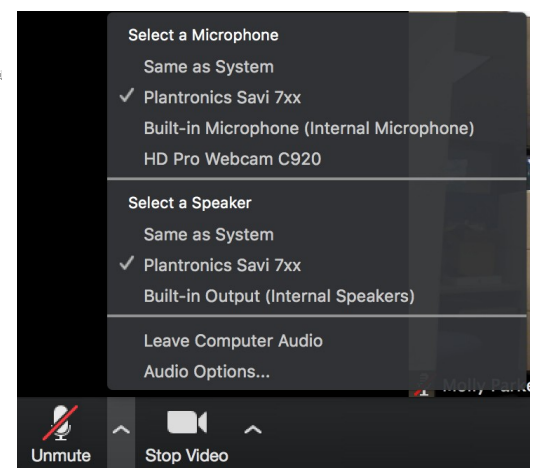 Select a Microphone
Same as System
✓ Plantronics Savi 7xx
Built-in Microphone (Internal Microphone)
HD Pro Webcam C920
Select a Speaker
Same as System
✓ Plantronics Savi 7xx
Built-in Output (Internal Speakers)
Leave Computer Audio
Audio Options...
Molly Parke
Unmute
Stop Video